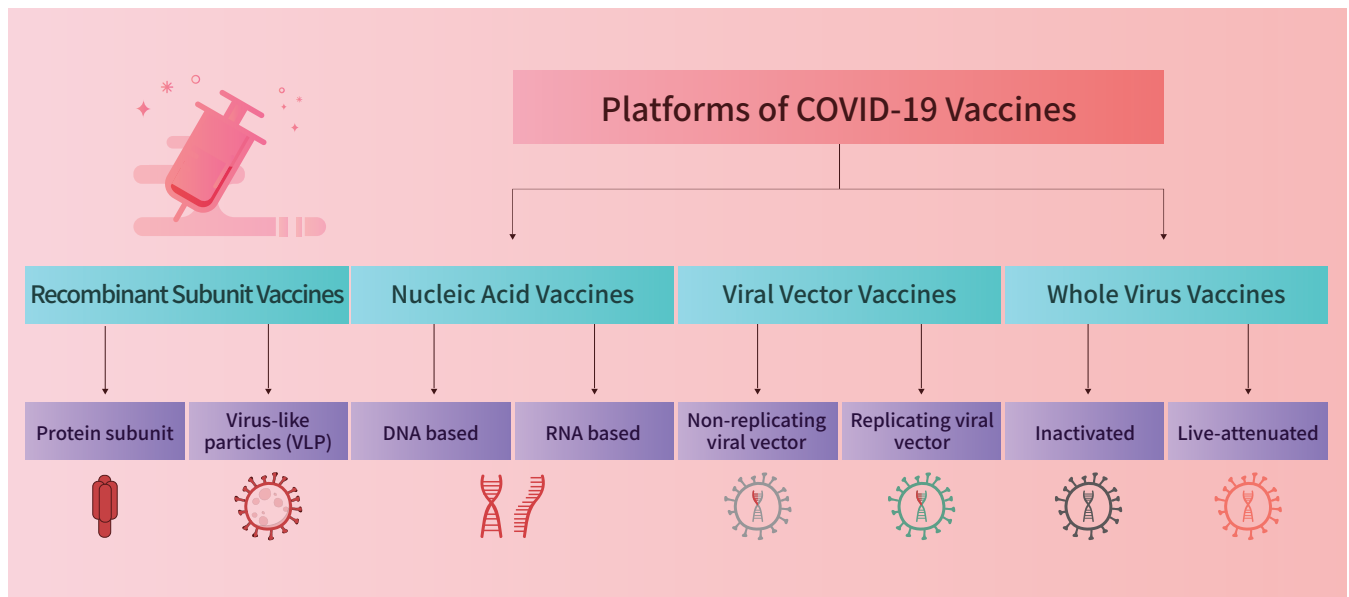 Platforms of COVID-19 Vaccines
Recombinant Subunit Vaccines
Nucleic Acid Vaccines
Viral Vector Vaccines
Whole Virus Vaccines
Protein subunit
Virus-like
particles (VLP)
DNA based
RNA based
Non-replicating
viral vector
Replicating viral
vector
Inactivated
Live-attenuated